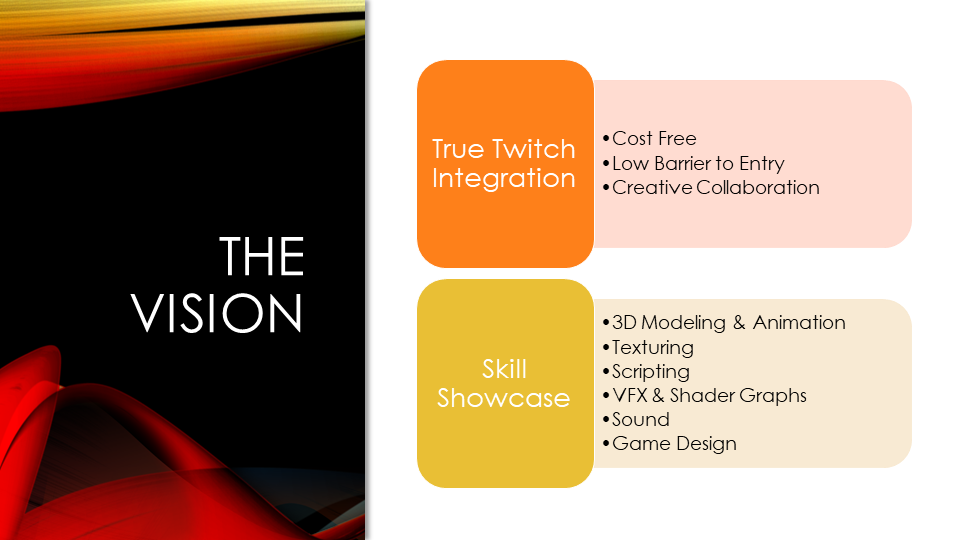 THE
VISION
True Twitch
Integration
•Cost Free
•Low Barrier to Entry
•Creative Collaboration
Skill
Showcase
•3D Modeling & Animation
•Texturing
•Scripting
•VFX & Shader Graphs
•Sound
•Game Design